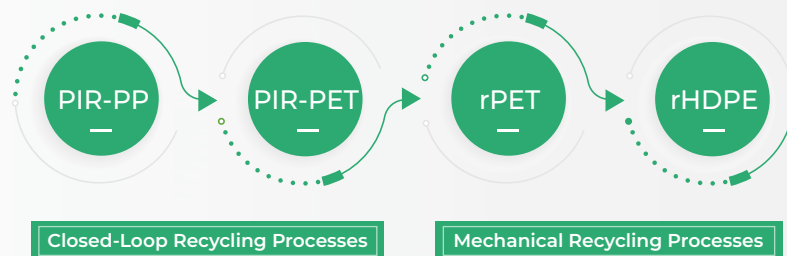 PIR-PP
PIR-PET
rPET
rHDPE
Closed-Loop Recycling Processes
Mechanical Recycling Processes